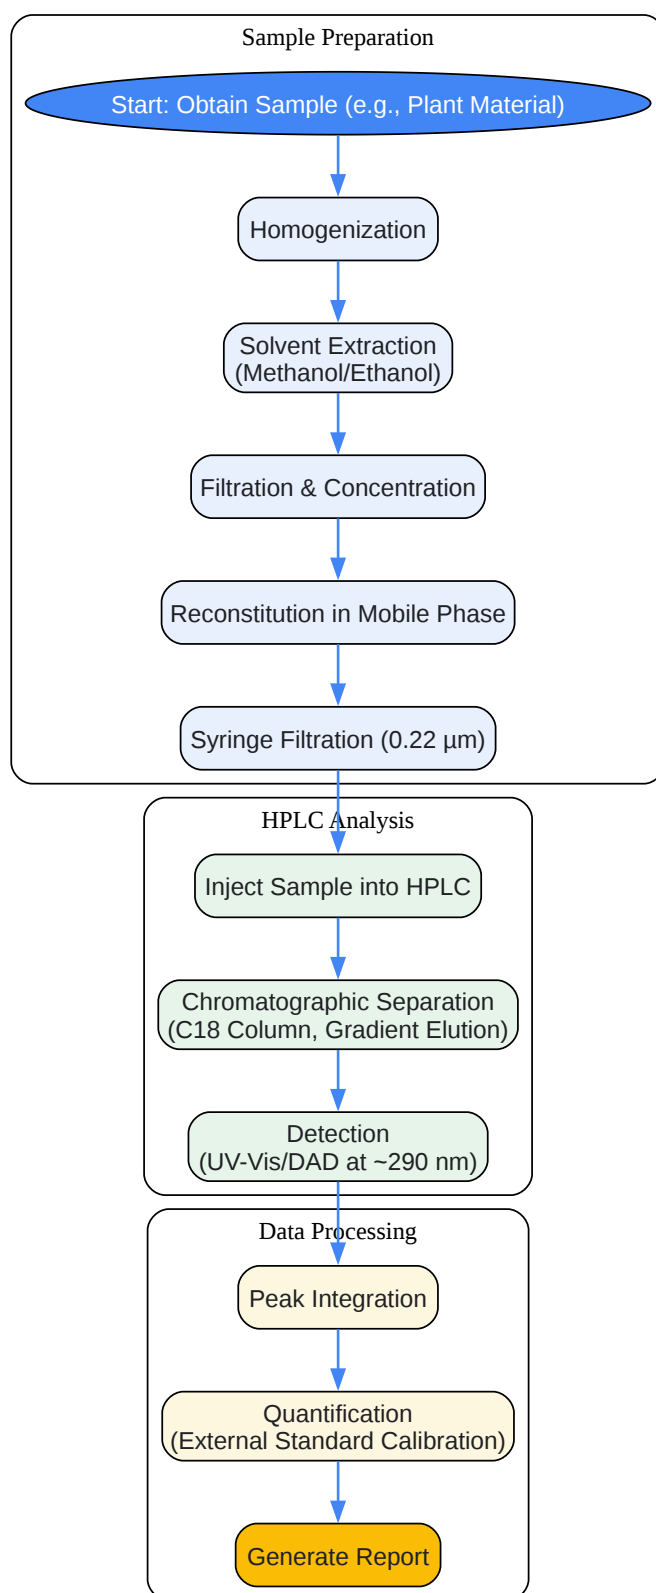 Sample Preparation
Start: Obtain Sample (e.g., Plant Material)
Homogenization
Solvent Extraction
(Methanol/Ethanol)
Filtration & Concentration
Reconstitution in Mobile Phase
Syringe Filtration (0.22 µm)
HPLC Analysis
Inject Sample into HPLC
Chromatographic Separation
(C18 Column, Gradient Elution)
Detection
(UV-Vis/DAD at ~290 nm)
Data Processing
Peak Integration
Quantification
(External Standard Calibration)
Generate Report